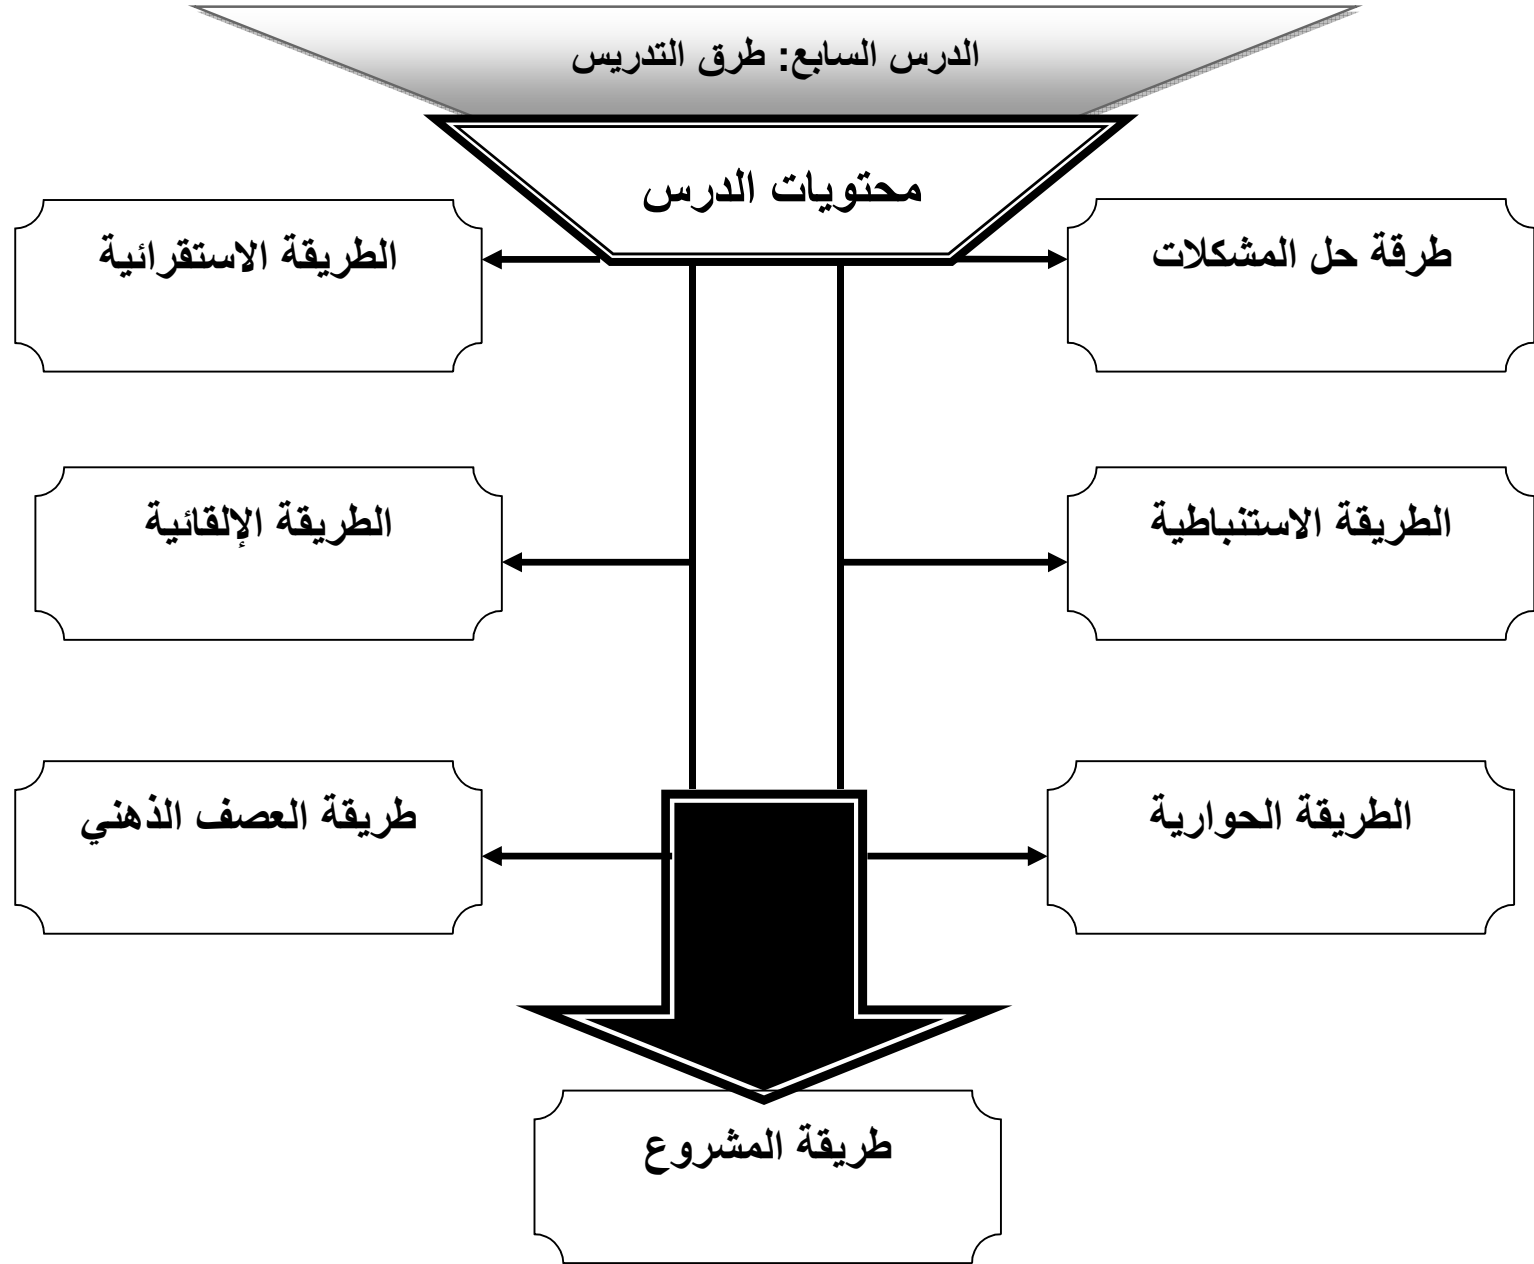 الدرس السابع: طرق التدريس
محتويات الدرس
طرقة حل المشكلات
الطريقة الاستقرائية
الطريقة الاستنباطية
الطريقة الإلقائية
الطريقة الحوارية
طريقة العصف الذهني
طريقة المشروع